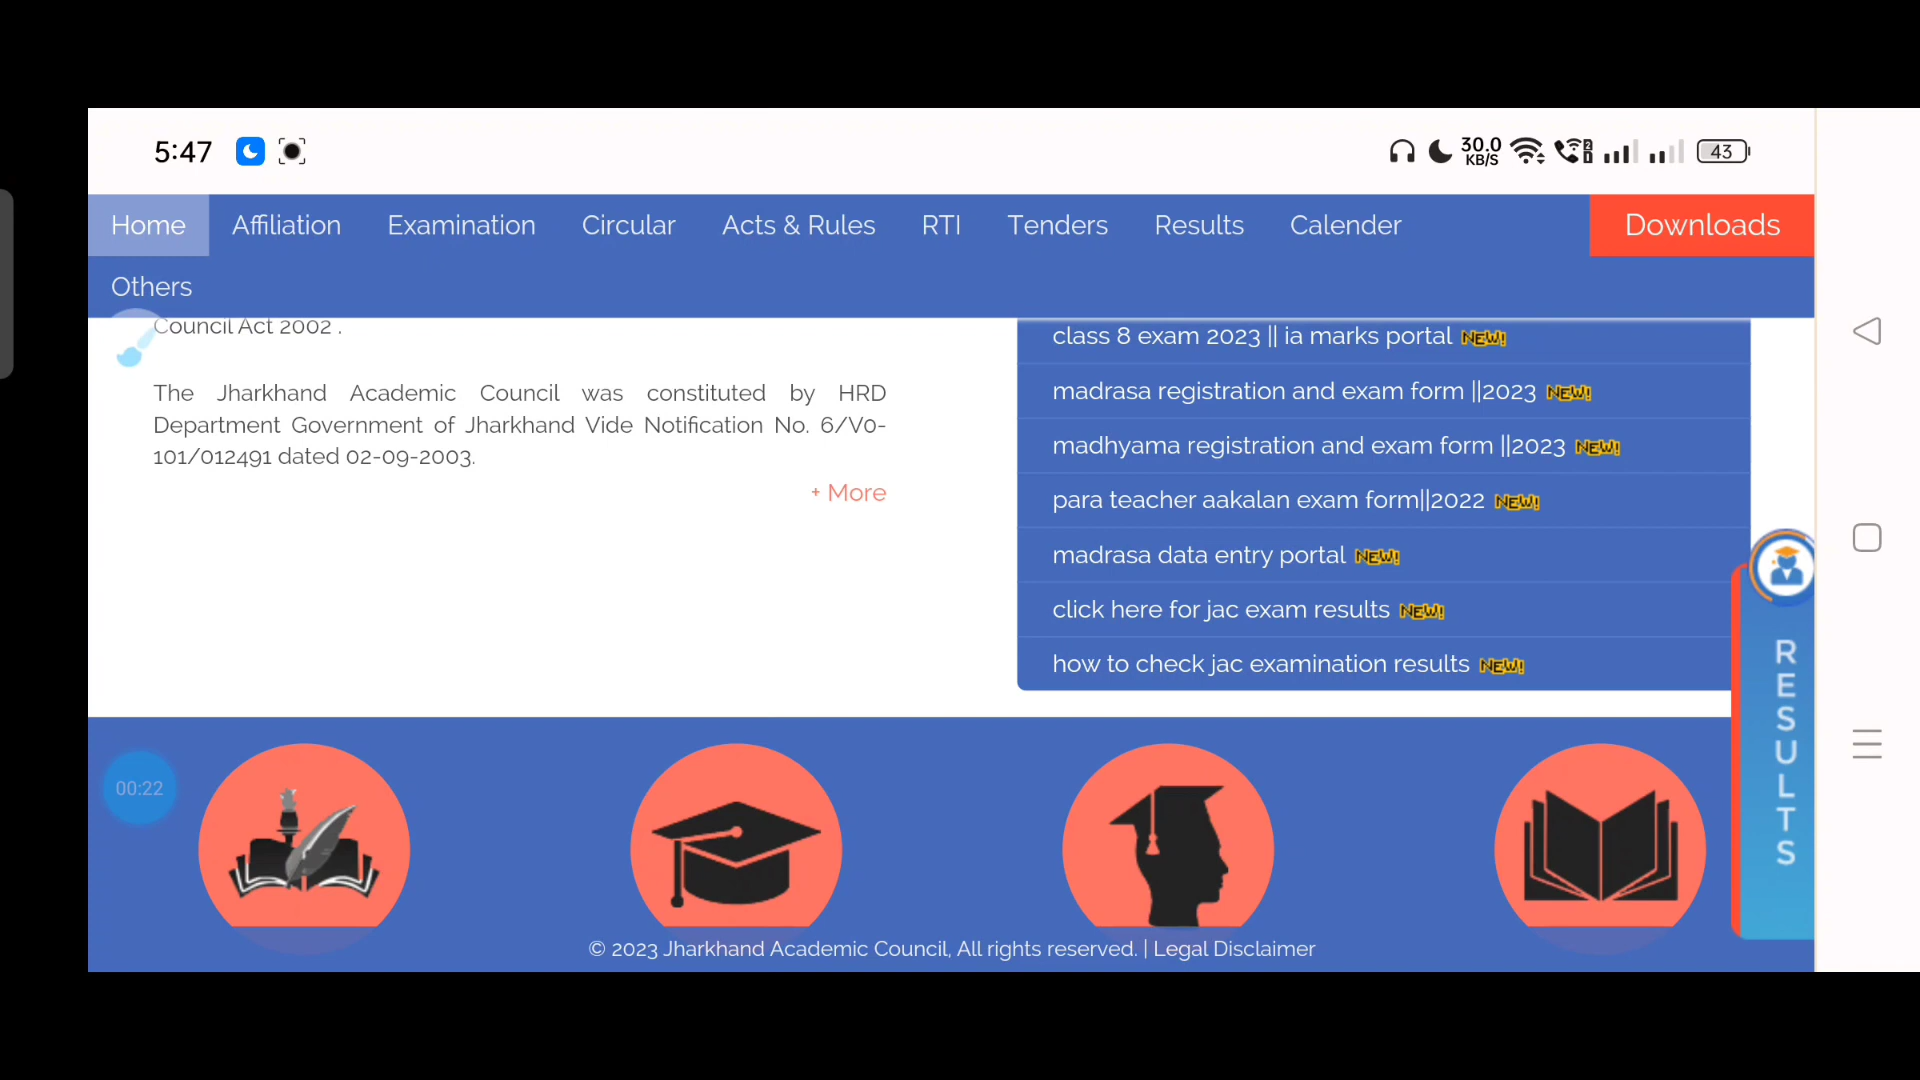 5:47
30.0
KB/S
43
Home Affiliation Examination Circular Acts & Rules RTI Tenders Results Calender Downloads
Others
Council Act 2002 .
The Jharkhand Academic Council was constituted by HRD
Department Government of Jharkhand Vide Notification No. 6/V0-
101/012491 dated 02-09-2003.
+ More
class 8 exam 2023 || ia marks portal NEW!
madrasa registration and exam form ||2023 NEW!
madhyama registration and exam form ||2023 NEW!
para teacher aakalan exam form||2022 NEW!
madrasa data entry portal NEW!
click here for jac exam results NEW!
how to check jac examination results NEW!
RESULTS
00:22
© 2023 Jharkhand Academic Council, All rights reserved. | Legal Disclaimer